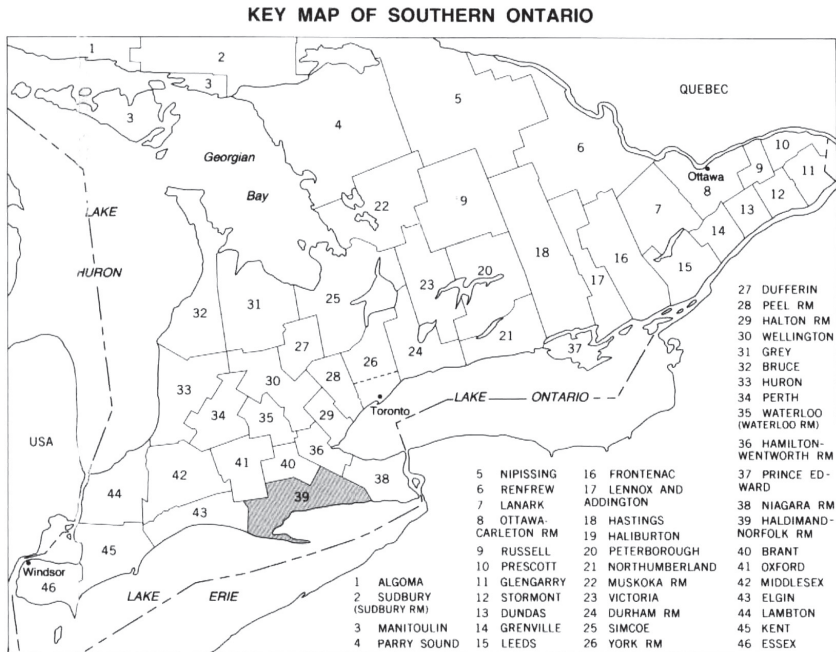 KEY MAP OF SOUTHERN ONTARIO
1
2
3
3
4
5
6
QUEBEC
Georgian
Bay
LAKE
HURON
22
9
7
Ottawa
8
9
10
11
12
13
14
15
16
17
18
20
23
21
24
25
26
27
28
29
30
31
32
33
34
35
36
37
38
39
40
41
42
43
44
45
46
Toronto
LAKE ONTARIO
USA
Windsor
LAKE ERIE
1 ALGOMA
2 SUDBURY
(SUDBURY RM)
3 MANITOULIN
4 PARRY SOUND
5 NIPISSING
6 RENFREW
7 LANARK
8 OTTAWA-
CARLETON RM
9 RUSSELL
10 PRESCOTT
11 GLENGARRY
12 STORMONT
13 DUNDAS
14 GRENVILLE
15 LEEDS
16 FRONTENAC
17 LENNOX AND
ADDINGTON
18 HASTINGS
19 HALIBURTON
20 PETERBOROUGH
21 NORTHUMBERLAND
22 MUSKOKA RM
23 VICTORIA
24 DURHAM RM
25 SIMCOE
26 YORK RM
27 DUFFERIN
28 PEEL RM
29 HALTON RM
30 WELLINGTON
31 GREY
32 BRUCE
33 HURON
34 PERTH
35 WATERLOO
(WATERLOO RM)
36 HAMILTON-
WENTWORTH RM
37 PRINCE ED-
WARD
38 NIAGARA RM
39 HALDIMAND-
NORFOLK RM
40 BRANT
41 OXFORD
42 MIDDLESEX
43 ELGIN
44 LAMBTON
45 KENT
46 ESSEX